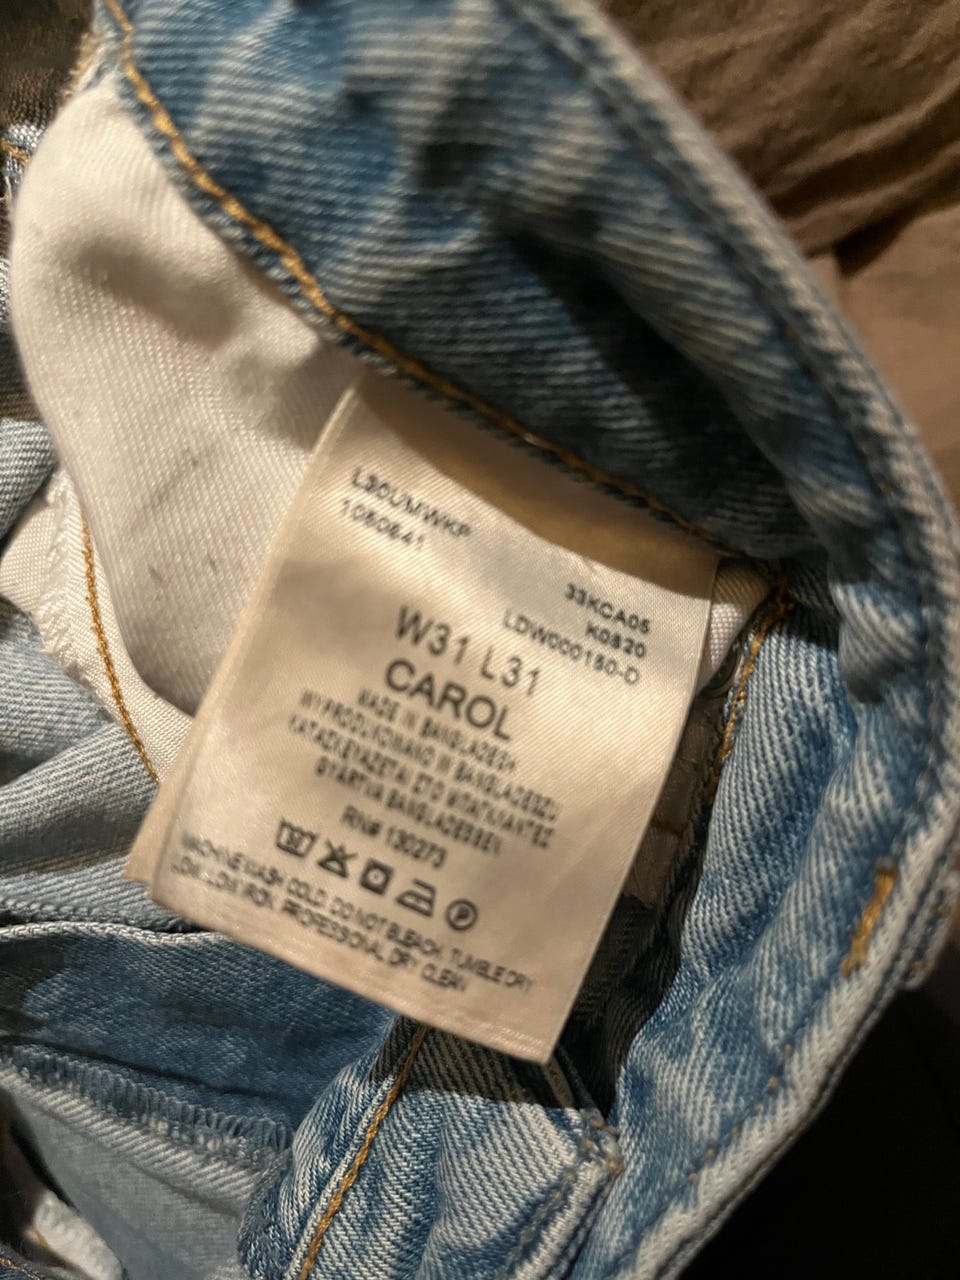 L30UMWKP
1080841
33KCA05
K0820
LDW000150-D
W31 L31
CAROL
MADE IN BANGLADESH
WYPRODUKOWANO W BANGLADESZU
ΚΑΤΑΣΚΕΥΑΖΕΤΑΙ ΣΤΟ ΜΠΑΓΚΛΑΝΤΕΣ
GYÁRTVA BANGLADESBEN
RN# 130273
MACHINE WASH COLD, DO NOT BLEACH, TUMBLE DRY
LOW, LOW IRON, PROFESSIONAL DRY CLEAN